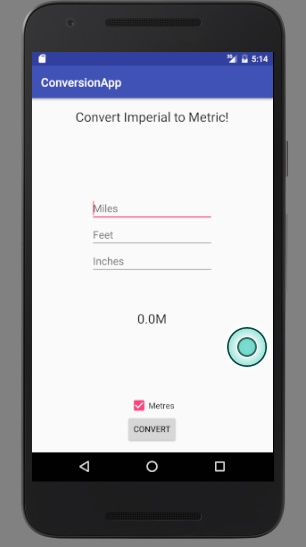 5:14
ConversionApp
Convert Imperial to Metric!
Miles
Feet
Inches
0.0M
Metres
CONVERT